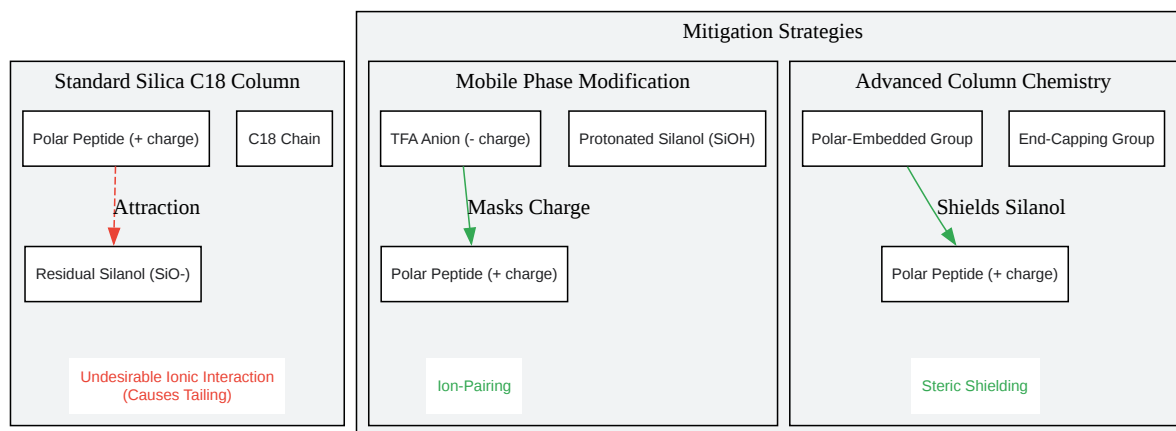 Mitigation Strategies
Standard Silica C18 Column
Polar Peptide (+ charge)
C18 Chain
Attraction
Residual Silanol (SiO-)
Undesirable Ionic Interaction
(Causes Tailing)
Mobile Phase Modification
TFA Anion (- charge)
Protonated Silanol (SiOH)
Masks Charge
Polar Peptide (+ charge)
Ion-Pairing
Advanced Column Chemistry
Polar-Embedded Group
End-Capping Group
Shields Silanol
Polar Peptide (+ charge)
Steric Shielding